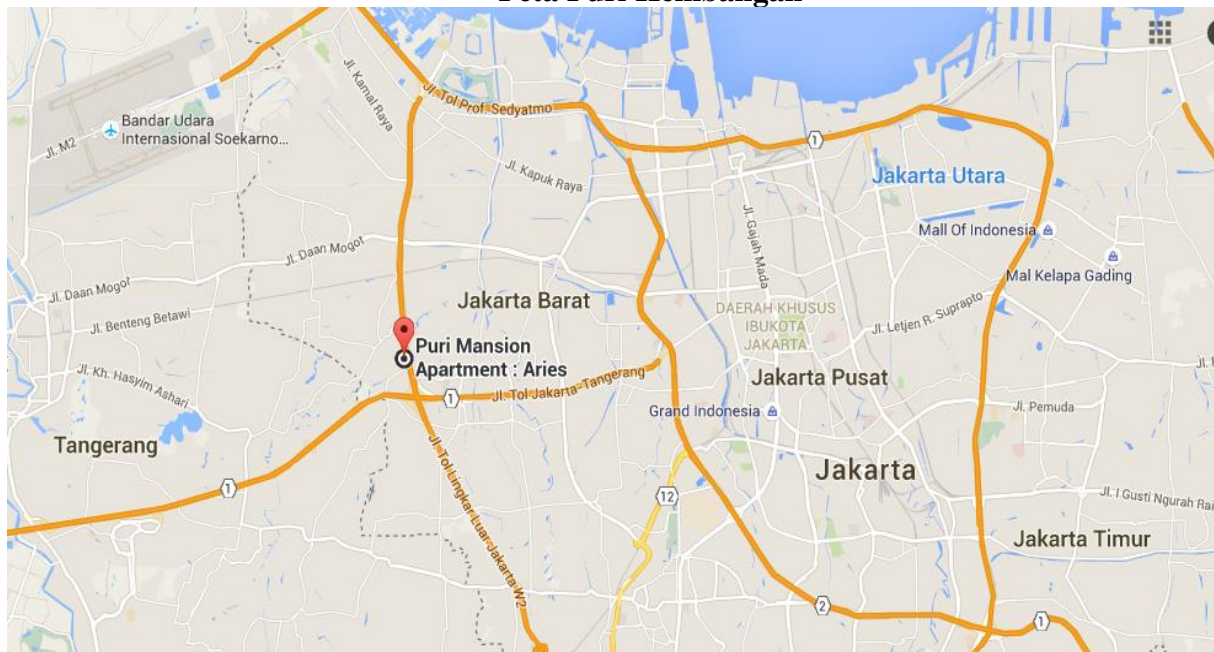 Jl. Kamal Raya
Jl. Tol Prof. Sedyatmo
Bandar Udara
Internasional Soekarno...
Jl. M2
1
Jl. Kapuk Raya
Jakarta Utara
Jl. Gajah Mada
Mall Of Indonesia
Jl. Daan Mogot
Mal Kelapa Gading
Jl. Daan Mogot
Jakarta Barat
DAERAH KHUSUS
IBUKOTA
JAKARTA
Jl. Letjen R. Suprapto
Jl. Benteng Betawi
Puri Mansion
Apartment : Aries
Jl. Kh. Hasyim Ashari
Jl. Tol Jakarta-Tangerang
1
Jakarta Pusat
Grand Indonesia
Jl. Pemuda
Tangerang
Jl. Tol Lingkar Luar Jakarta W2
Jakarta
1
12
Jl. I Gusti Ngurah Rai
Jakarta Timur
2
1